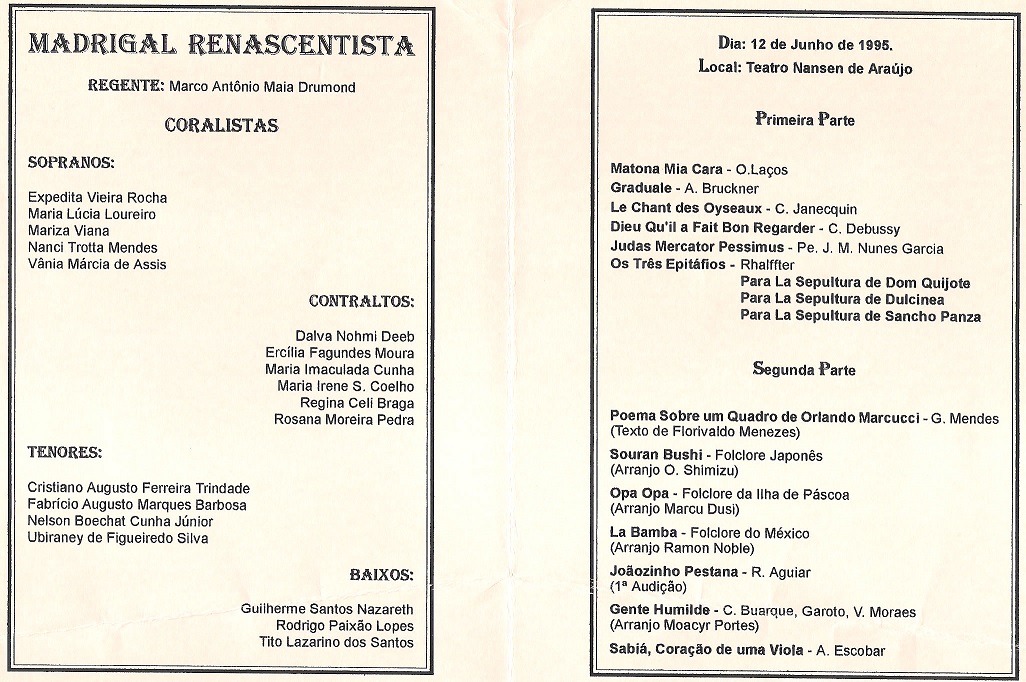 MADRIGAL RENASCENTISTA
REGENTE: Marco Antônio Maia Drumond
CORALISTAS
SOPRANOS:
Expedita Vieira Rocha
Maria Lúcia Loureiro
Mariza Viana
Nanci Trotta Mendes
Vânia Márcia de Assis
CONTRALTOS:
Dalva Nohmi Deeb
Ercília Fagundes Moura
Maria Imaculada Cunha
Maria Irene S. Coelho
Regina Celi Braga
Rosana Moreira Pedra
TENORES:
Cristiano Augusto Ferreira Trindade
Fabrício Augusto Marques Barbosa
Nelson Boechat Cunha Júnior
Ubiraney de Figueiredo Silva
BAIXOS:
Guilherme Santos Nazareth
Rodrigo Paixão Lopes
Tito Lazarino dos Santos
Dia: 12 de Junho de 1995.
Local: Teatro Nansen de Araújo
Primeira Parte
Matona Mia Cara - O.Laços
Graduale - A. Bruckner
Le Chant des Oyseaux - C. Janecquin
Dieu Qu'il a Fait Bon Regarder - C. Debussy
Judas Mercator Pessimus - Pe. J. M. Nunes Garcia
Os Três Epitáfios - Rhalffter
Para La Sepultura de Dom Quijote
Para La Sepultura de Dulcinea
Para La Sepultura de Sancho Panza
Segunda Parte
Poema Sobre um Quadro de Orlando Marcucci - G. Mendes
(Texto de Florivaldo Menezes)
Souran Bushi - Folclore Japonês
(Arranjo O. Shimizu)
Opa Opa - Folclore da Ilha de Páscoa
(Arranjo Marcu Dusi)
La Bamba - Folclore do México
(Arranjo Ramon Noble)
Joãozinho Pestana - R. Aguiar
(1ª Audição)
Gente Humilde - C. Buarque, Garoto, V. Moraes
(Arranjo Moacyr Portes)
Sabiá, Coração de uma Viola - A. Escobar